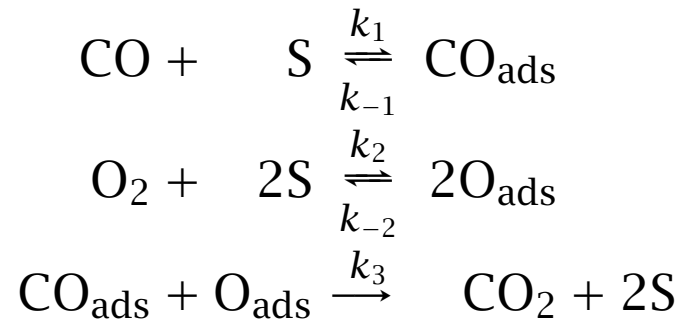 k₁
CO + S ⇌ CO_ads
k₋₁
k₂
O₂ + 2S ⇌ 2O_ads
k₋₂
k₃
CO_ads + O_ads ⟶ CO₂ + 2S